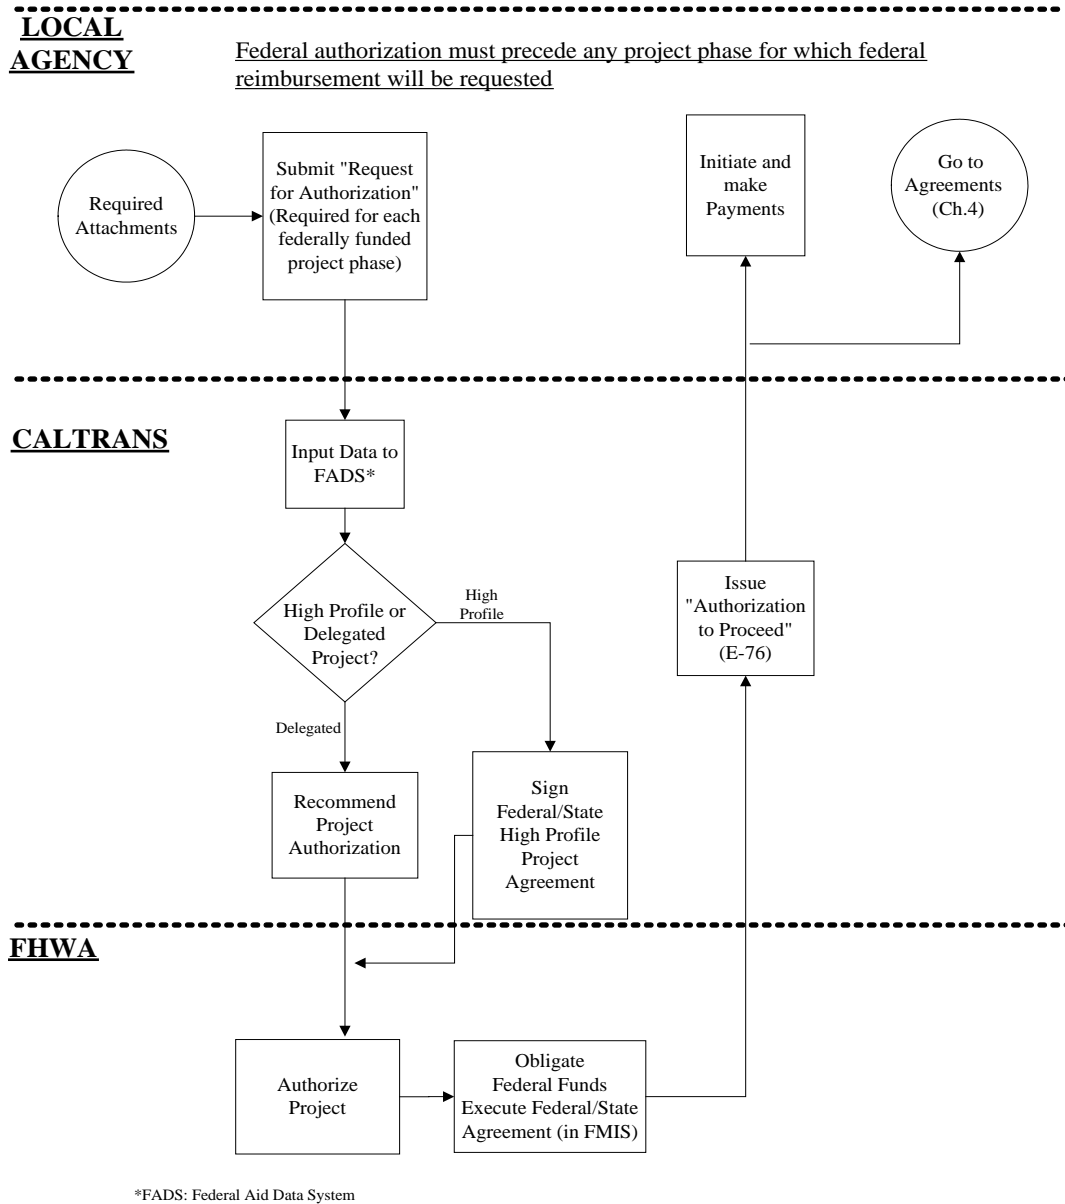 LOCAL
AGENCY
Federal authorization must precede any project phase for which federal
reimbursement will be requested
Required
Attachments
Submit "Request
for Authorization"
(Required for each
federally funded
project phase)
Initiate and
make
Payments
Go to
Agreements
(Ch.4)
CALTRANS
Input Data to
FADS*
High Profile or
Delegated
Project?
High
Profile
Delegated
Issue
"Authorization
to Proceed"
(E-76)
Recommend
Project
Authorization
Sign
Federal/State
High Profile
Project
Agreement
FHWA
Authorize
Project
Obligate
Federal Funds
Execute Federal/State
Agreement (in FMIS)
*FADS: Federal Aid Data System